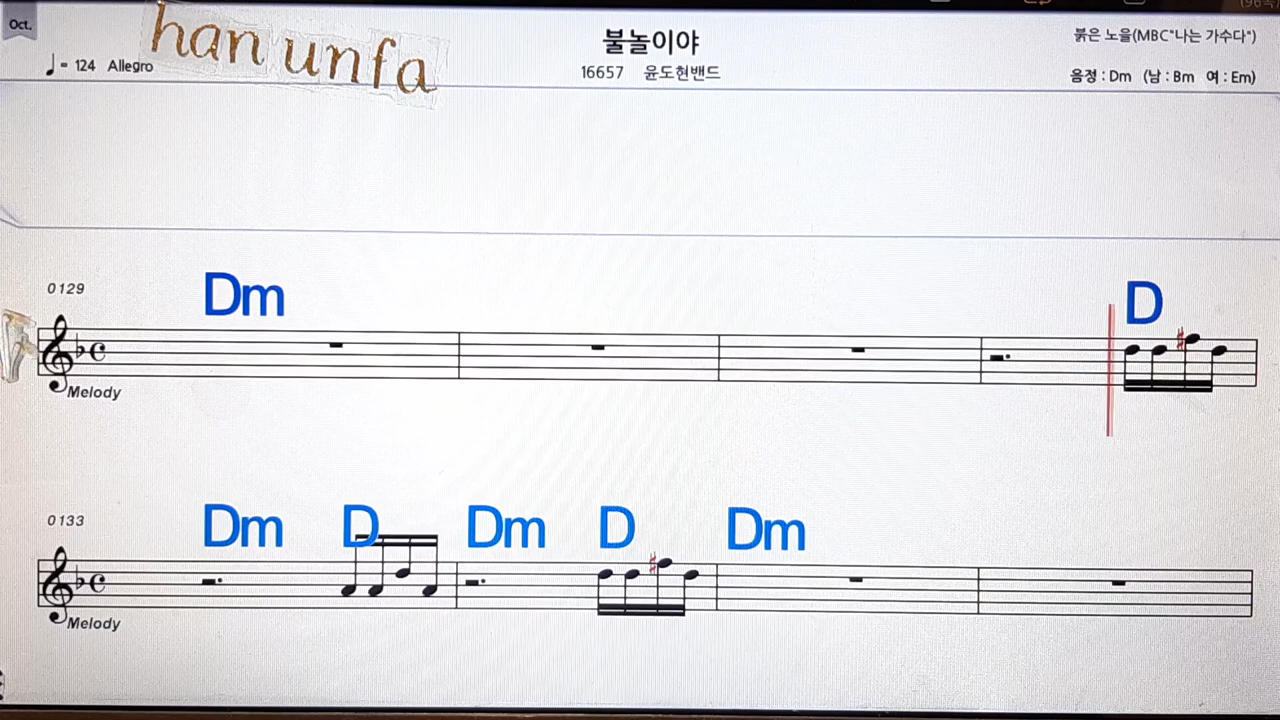 Oct.
han unfa
♩ = 124 Allegro
불놀이야
16657 윤도현밴드
붉은 노을(MBC"나는 가수다")
음정 : Dm (남 : Bm 여 : Em)
0129
Dm D
Melody
0133
Dm D Dm D Dm
Melody